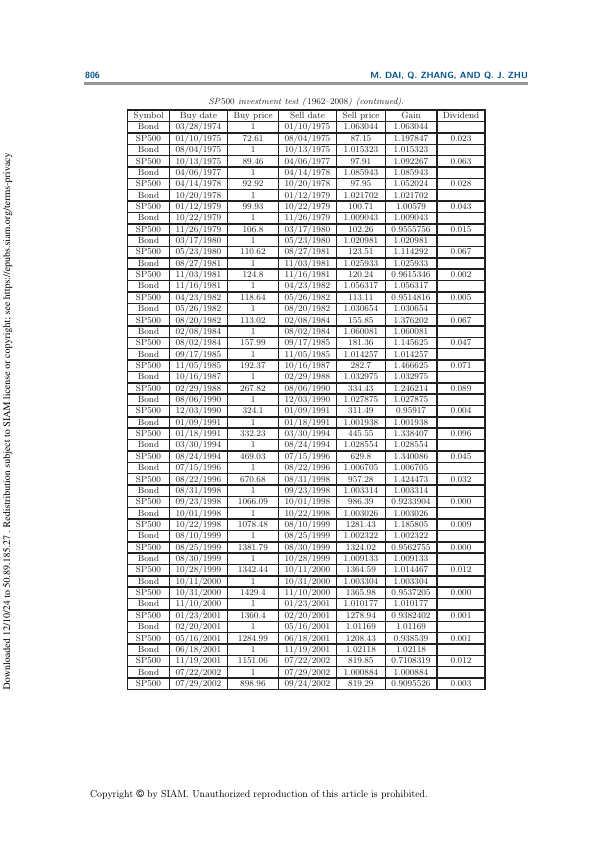 806
M. DAI, Q. ZHANG, AND Q. J. ZHU
SP500 investment test (1962–2008) (continued).
Symbol Buy date Buy price Sell date Sell price Gain Dividend
Bond 03/28/1974 1 01/10/1975 1.063044 1.063044
SP500 01/10/1975 72.61 08/04/1975 87.15 1.197847 0.023
Bond 08/04/1975 1 10/13/1975 1.015323 1.015323
SP500 10/13/1975 89.46 04/06/1977 97.91 1.092267 0.063
Bond 04/06/1977 1 04/14/1978 1.085943 1.085943
SP500 04/14/1978 92.92 10/20/1978 97.95 1.052024 0.028
Bond 10/20/1978 1 01/12/1979 1.021702 1.021702
SP500 01/12/1979 99.93 10/22/1979 100.71 1.00579 0.043
Bond 10/22/1979 1 11/26/1979 1.009043 1.009043
SP500 11/26/1979 106.8 03/17/1980 102.26 0.9555756 0.015
Bond 03/17/1980 1 05/23/1980 1.020981 1.020981
SP500 05/23/1980 110.62 08/27/1981 123.51 1.114292 0.067
Bond 08/27/1981 1 11/03/1981 1.025933 1.025933
SP500 11/03/1981 124.8 11/16/1981 120.24 0.9615346 0.002
Bond 11/16/1981 1 04/23/1982 1.056317 1.056317
SP500 04/23/1982 118.64 05/26/1982 113.11 0.9514816 0.005
Bond 05/26/1982 1 08/20/1982 1.030654 1.030654
SP500 08/20/1982 113.02 02/08/1984 155.85 1.376202 0.067
Bond 02/08/1984 1 08/02/1984 1.060081 1.060081
SP500 08/02/1984 157.99 09/17/1985 181.36 1.145625 0.047
Bond 09/17/1985 1 11/05/1985 1.014257 1.014257
SP500 11/05/1985 192.37 10/16/1987 282.7 1.466625 0.071
Bond 10/16/1987 1 02/29/1988 1.032975 1.032975
SP500 02/29/1988 267.82 08/06/1990 334.43 1.246214 0.089
Bond 08/06/1990 1 12/03/1990 1.027875 1.027875
SP500 12/03/1990 324.1 01/09/1991 311.49 0.95917 0.004
Bond 01/09/1991 1 01/18/1991 1.001938 1.001938
SP500 01/18/1991 332.23 03/30/1994 445.55 1.338407 0.096
Bond 03/30/1994 1 08/24/1994 1.028554 1.028554
SP500 08/24/1994 469.03 07/15/1996 629.8 1.340086 0.045
Bond 07/15/1996 1 08/22/1996 1.006705 1.006705
SP500 08/22/1996 670.68 08/31/1998 957.28 1.424473 0.032
Bond 08/31/1998 1 09/23/1998 1.003314 1.003314
SP500 09/23/1998 1066.09 10/01/1998 986.39 0.9233904 0.000
Bond 10/01/1998 1 10/22/1998 1.003026 1.003026
SP500 10/22/1998 1078.48 08/10/1999 1281.43 1.185805 0.009
Bond 08/10/1999 1 08/25/1999 1.002322 1.002322
SP500 08/25/1999 1381.79 08/30/1999 1324.02 0.9562755 0.000
Bond 08/30/1999 1 10/28/1999 1.009133 1.009133
SP500 10/28/1999 1342.44 10/11/2000 1364.59 1.014467 0.012
Bond 10/11/2000 1 10/31/2000 1.003304 1.003304
SP500 10/31/2000 1429.4 11/10/2000 1365.98 0.9537205 0.000
Bond 11/10/2000 1 01/23/2001 1.010177 1.010177
SP500 01/23/2001 1360.4 02/20/2001 1278.94 0.9382402 0.001
Bond 02/20/2001 1 05/16/2001 1.01169 1.01169
SP500 05/16/2001 1284.99 06/18/2001 1208.43 0.938539 0.001
Bond 06/18/2001 1 11/19/2001 1.02118 1.02118
SP500 11/19/2001 1151.06 07/22/2002 819.85 0.7108319 0.012
Bond 07/22/2002 1 07/29/2002 1.000884 1.000884
SP500 07/29/2002 898.96 09/24/2002 819.29 0.9095526 0.003
Copyright © by SIAM. Unauthorized reproduction of this article is prohibited.
Downloaded 12/10/24 to 50.89.185.27 . Redistribution subject to SIAM license or copyright; see https://epubs.siam.org/terms-privacy